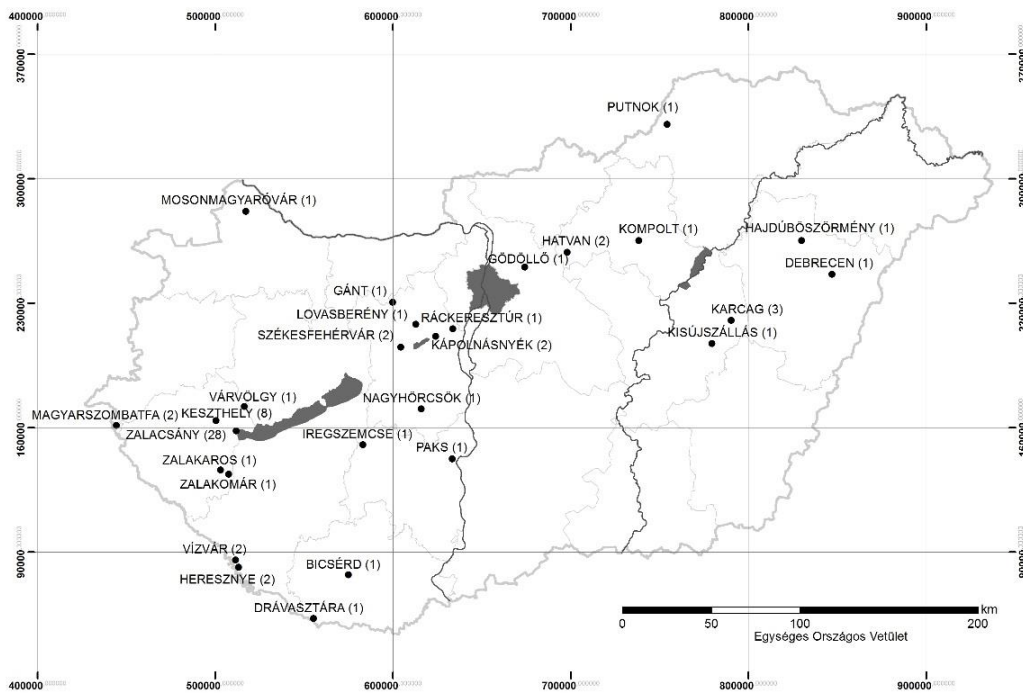 400000 500000 600000 700000 800000 900000
370000
270000
PUTNOK (1)
300000
MOSONMAGYARÓVÁR (1)
KOMPOLT (1)
HAJDÚBÖSZÖRMÉNY (1)
HATVAN (2)
GÖDÖLLŐ (1)
DEBRECEN (1)
GÁNT (1)
230000
LOVASBERÉNY (1)
RÁCKERESZTÚR (1)
KARCAG (3)
SZÉKESFEHÉRVÁR (2)
KISÚJSZÁLLÁS (1)
KÁPOLNÁSNYÉK (2)
VÁRVÖLGY (1)
NAGYHÖRCSÖK (1)
MAGYARSZOMBATFA (2)
KESZTHELY (8)
160000
ZALACSÁNY (28)
IREGSZEMCSE (1)
PAKS (1)
ZALAKAROS (1)
ZALAKOMÁR (1)
VÍZVÁR (2)
90000
HERESZNYE (2)
BICSÉRD (1)
DRÁVASZTÁRA (1)
km
0 50 100 200
Egységes Országos Vetület
400000 500000 600000 700000 800000 900000